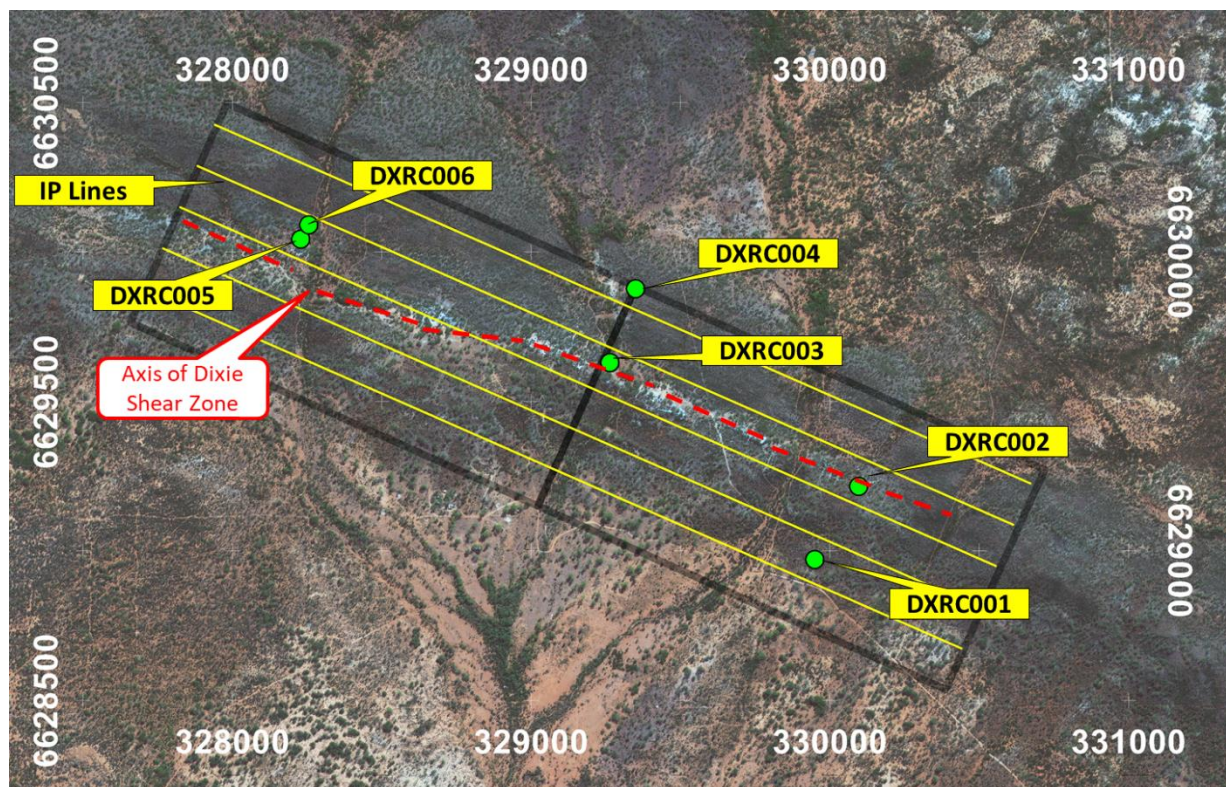 328000
329000
330000
331000
6630500
IP Lines
DXRC006
DXRC004
6630000
DXRC005
DXRC003
Axis of Dixie
Shear Zone
6629500
DXRC002
6629000
DXRC001
6628500
328000
329000
330000
331000